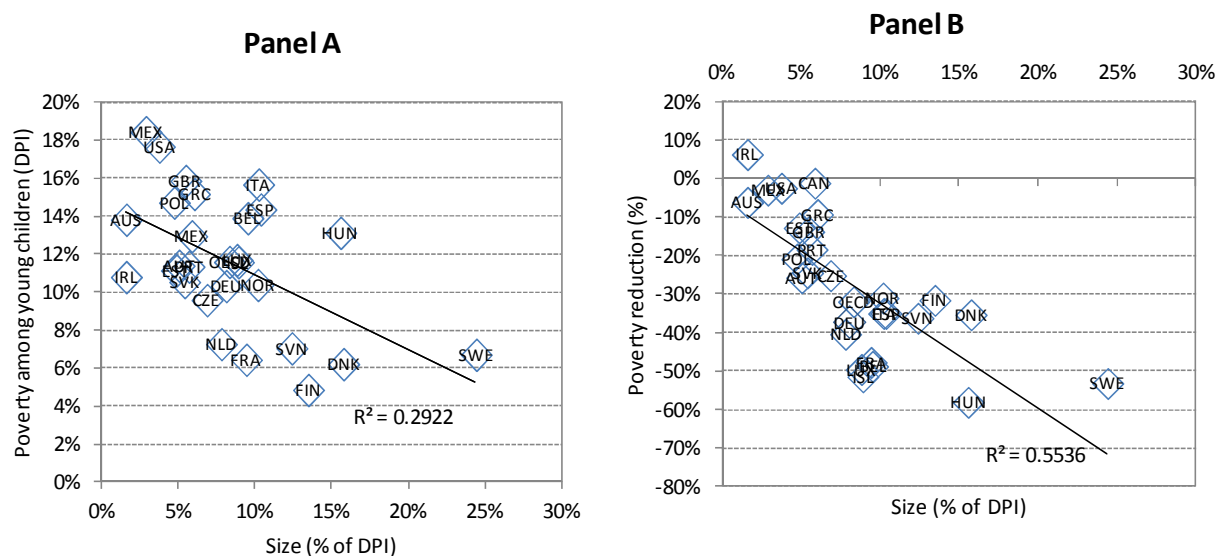 Panel A
Poverty among young children (DPI)
20%
18%
16%
14%
12%
10%
8%
6%
4%
2%
0%
MEX
USA
GBR
GRC
POL
ITA
ESP
BEL
AUS
MEX
HUN
IRL
SVK
CZE
DEU
NOR
NLD
FRA
SVN
DNK
FIN
SWE
R² = 0.2922
0% 5% 10% 15% 20% 25% 30%
Size (% of DPI)
Panel B
0% 5% 10% 15% 20% 25% 30%
Poverty reduction (%)
20%
10%
0%
-10%
-20%
-30%
-40%
-50%
-60%
-70%
-80%
IRL
MEX
USA
CAN
AUS
GRC
EST
GBR
PRT
POL
SVK
CZE
AUT
OECD
NOR
FIN
ESP
SVN
DNK
DEU
NLD
FRA
ISL
HUN
SWE
R² = 0.5536
Size (% of DPI)